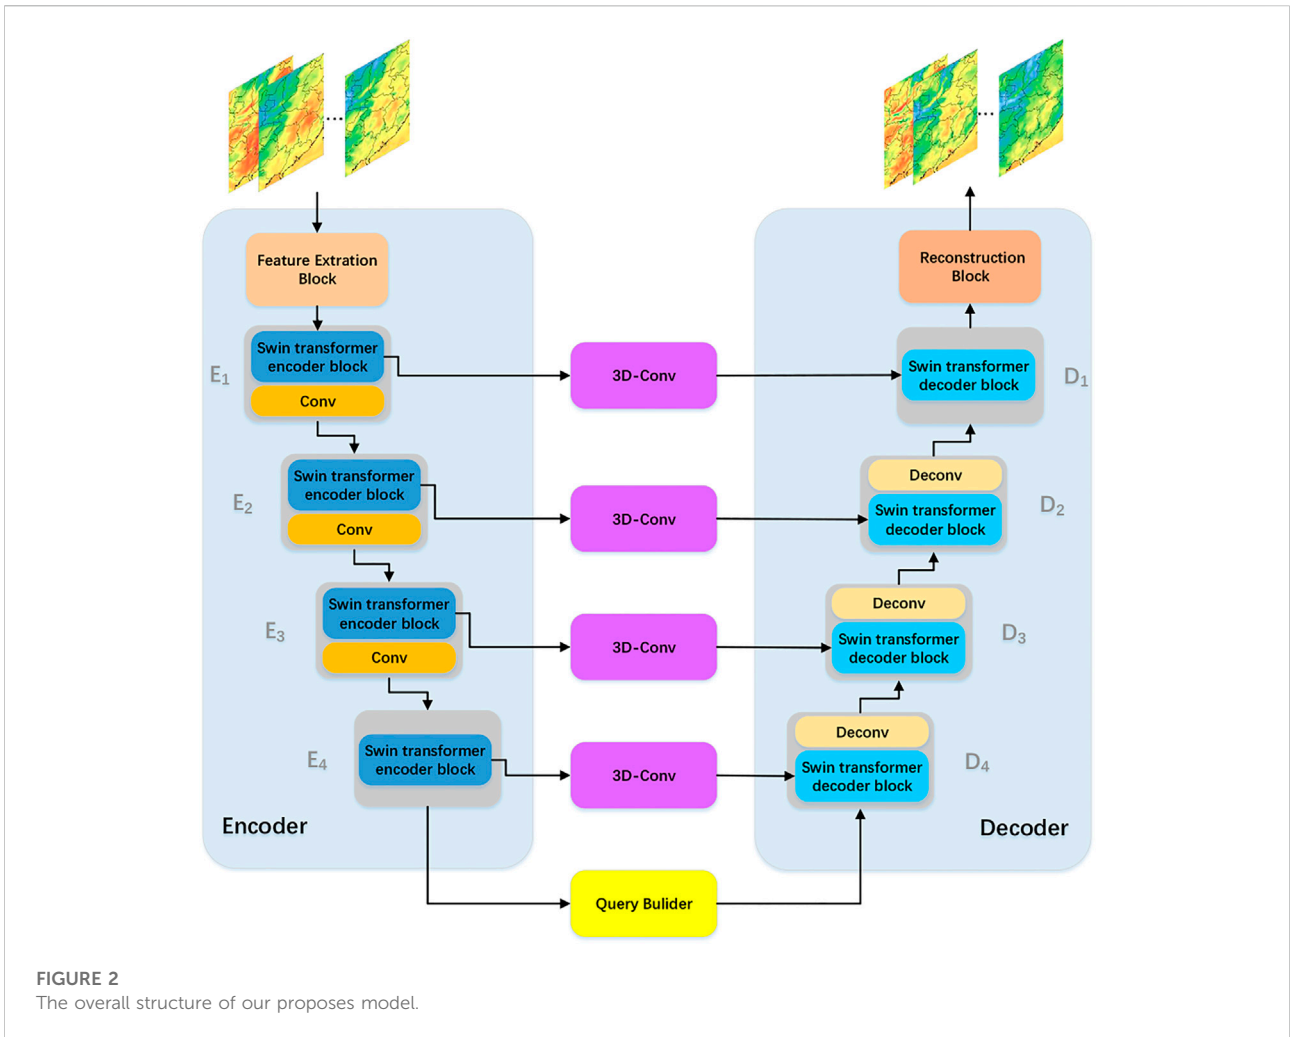 Feature Extration
Block
Swin transformer
encoder block
Conv
E1
Swin transformer
encoder block
Conv
E2
Swin transformer
encoder block
Conv
E3
Swin transformer
encoder block
E4
Encoder
3D-Conv
3D-Conv
3D-Conv
3D-Conv
Query Bulider
Reconstruction
Block
Swin transformer
decoder block
D1
Deconv
Swin transformer
decoder block
D2
Deconv
Swin transformer
decoder block
D3
Deconv
Swin transformer
decoder block
D4
Decoder
FIGURE 2
The overall structure of our proposes model.